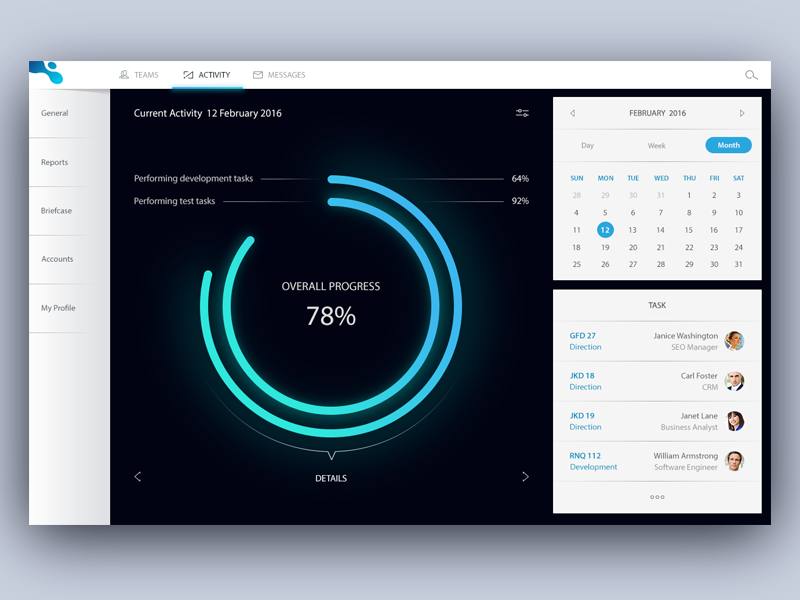 TEAMS
ACTIVITY
MESSAGES
General
Reports
Briefcase
Accounts
My Profile
Current Activity 12 February 2016
Performing development tasks 64%
Performing test tasks 92%
OVERALL PROGRESS
78%
DETAILS
FEBRUARY 2016
Day Week Month
SUN MON TUE WED THU FRI SAT
28 29 30 31 1 2 3
4 5 6 7 8 9 10
11 12 13 14 15 16 17
18 19 20 21 22 23 24
25 26 27 28 29 30 31
TASK
GFD 27 Janice Washington
Direction SEO Manager
JKD 18 Carl Foster
Direction CRM
JKD 19 Janet Lane
Direction Business Analyst
RNQ 112 William Armstrong
Development Software Engineer